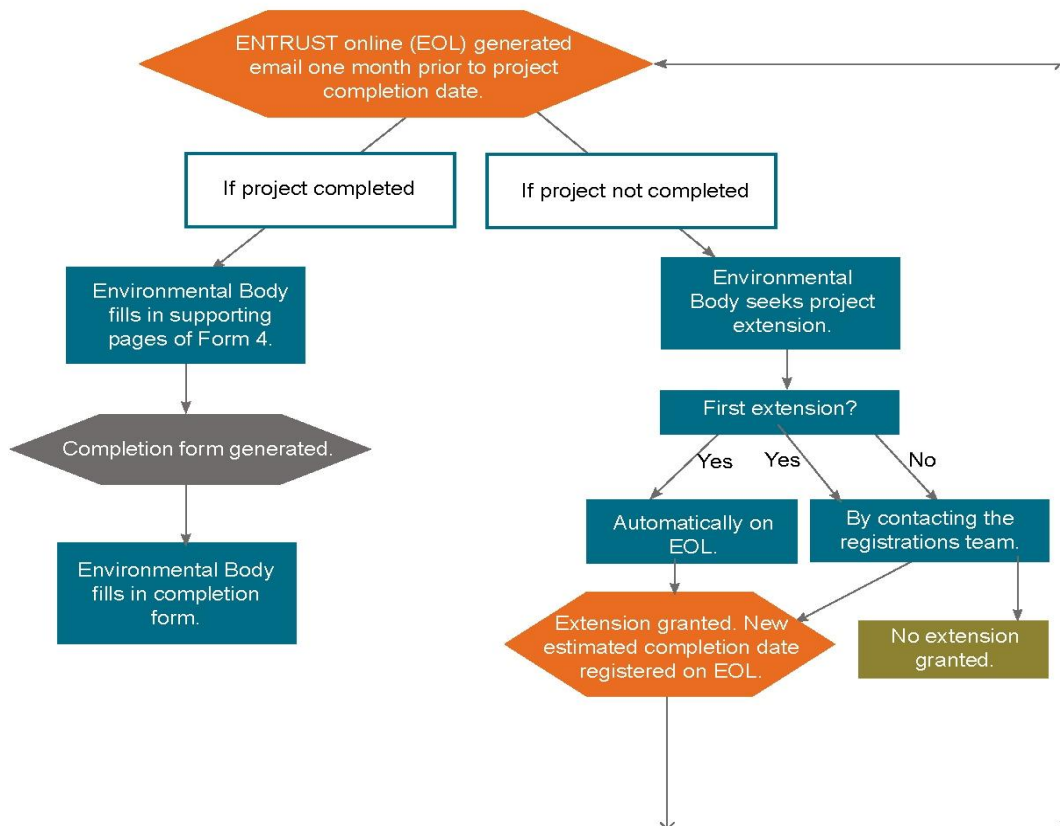 ENTRUST online (EOL) generated
email one month prior to project
completion date.
If project completed
If project not completed
Environmental Body
fills in supporting
pages of Form 4.
Environmental
Body seeks project
extension.
First extension?
Completion form generated.
Yes
Yes
No
Automatically on
EOL.
By contacting the
registrations team.
Environmental Body
fills in completion
form.
Extension granted. New
estimated completion date
registered on EOL.
No extension
granted.